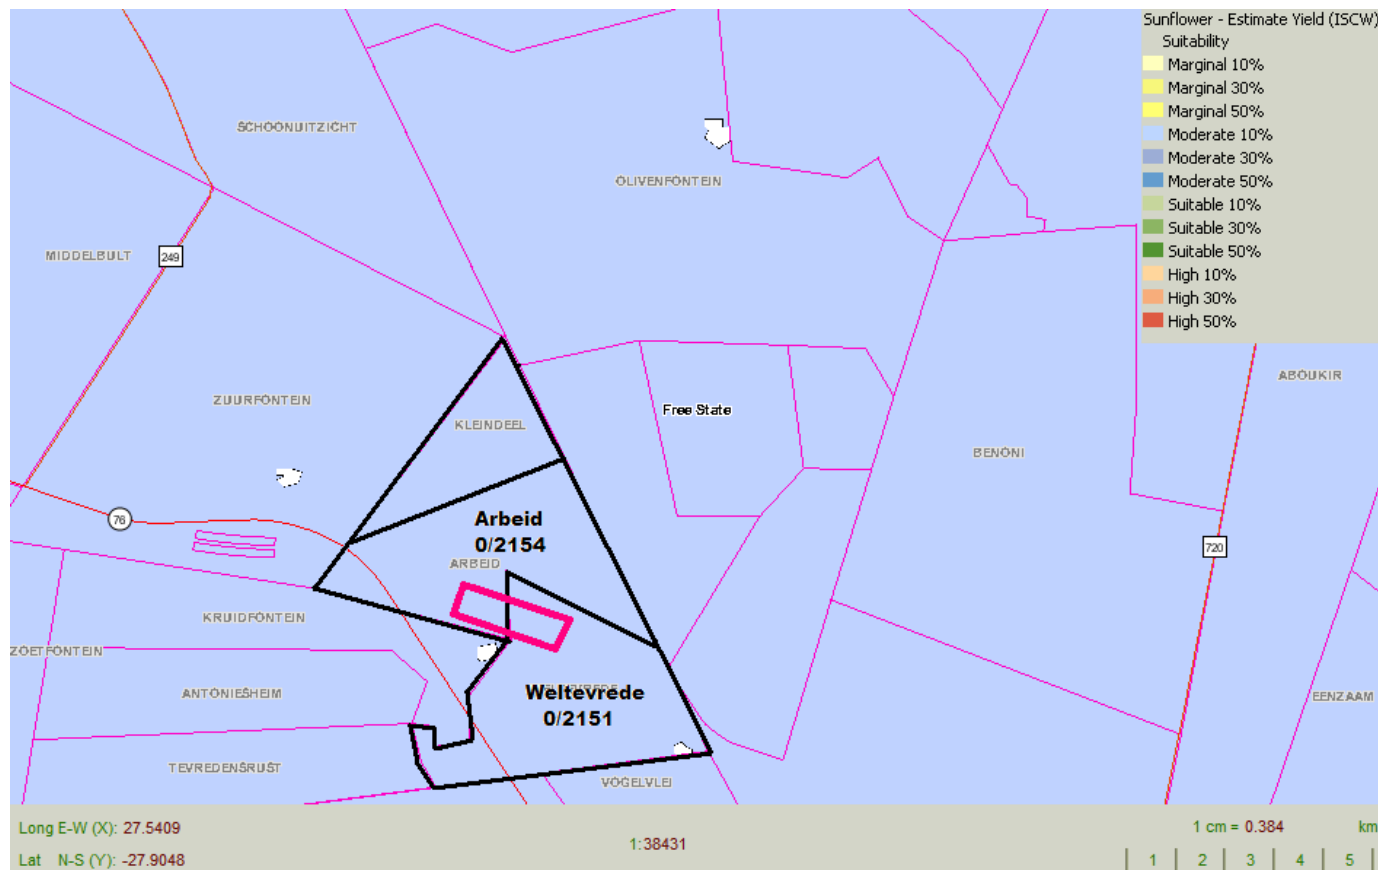 Sunflower - Estimate Yield (ISCW)
Suitability
Marginal 10%
Marginal 30%
Marginal 50%
Moderate 10%
Moderate 30%
Moderate 50%
Suitable 10%
Suitable 30%
Suitable 50%
High 10%
High 30%
High 50%
SCHOONUITZICHT
OLIVENFONTEIN
MIDDELBULT
249
ABOUKIR
ZUURFONTEIN
Free State
KLEINDEEL
BENONI
76
Arbeid
0/2154
720
ARBEID
KRUIDFONTEIN
ZOETFONTEIN
ANTONIESHEIM
Weltevrede
0/2151
EENZAAM
TEVREDENSRUST
VOGELVLEI
Long E-W (X): 27.5409
1 cm = 0.384 km
1:38431
Lat N-S (Y): -27.9048
1 2 3 4 5